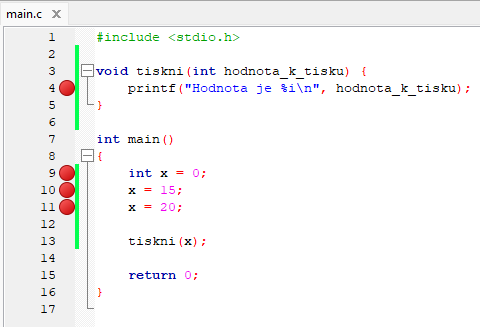 main.c X
1 #include <stdio.h>
2
3 void tiskni(int hodnota_k_tisku) {
4 printf("Hodnota je %i\n", hodnota_k_tisku);
5 }
6
7 int main()
8 {
9 int x = 0;
10 x = 15;
11 x = 20;
12
13 tiskni(x);
14
15 return 0;
16 }
17